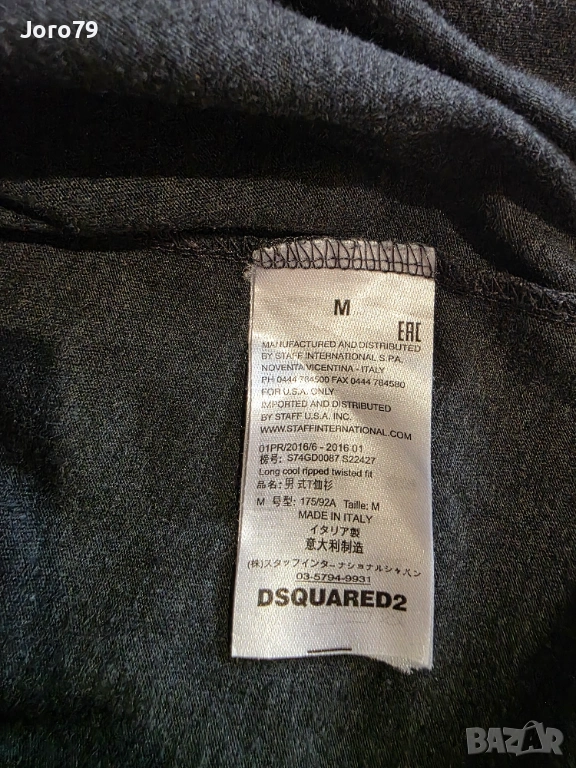 Joro79
M
EAC
MANUFACTURED AND DISTRIBUTED
BY STAFF INTERNATIONAL S.P.A.
NOVENTA VICENTINA - ITALY
PH 0444 784500 FAX 0444 784580
FOR U.S.A. ONLY
IMPORTED AND DISTRIBUTED
BY STAFF U.S.A. INC.
WWW.STAFFINTERNATIONAL.COM
01PR/2016/6 - 2016 01
榜号: S74GD0087 S22427
Long cool ripped twisted fit
品名: 男式T恤衫
M 号型: 175/92A Taille: M
MADE IN ITALY
イタリア製
意大利制造
(株)スタッフインターナショナルジャパン
03-5794-9931
DSQUARED2
BAZAR